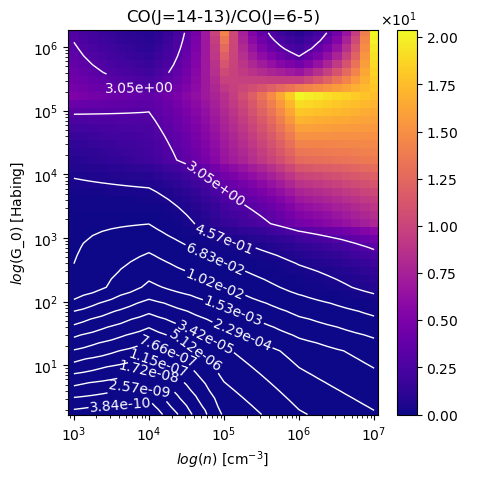 CO(J=14-13)/CO(J=6-5)
×10¹
log(G_0) [Habing]
10⁶
10⁵
10⁴
10³
10²
10¹
3.05e+00
3.05e+00
4.57e-01
6.83e-02
1.02e-02
1.53e-03
2.29e-04
3.42e-05
5.12e-06
7.66e-07
1.15e-07
1.72e-08
2.57e-09
3.84e-10
2.00
1.75
1.50
1.25
1.00
0.75
0.50
0.25
0.00
10³ 10⁴ 10⁵ 10⁶ 10⁷
log(n) [cm⁻³]